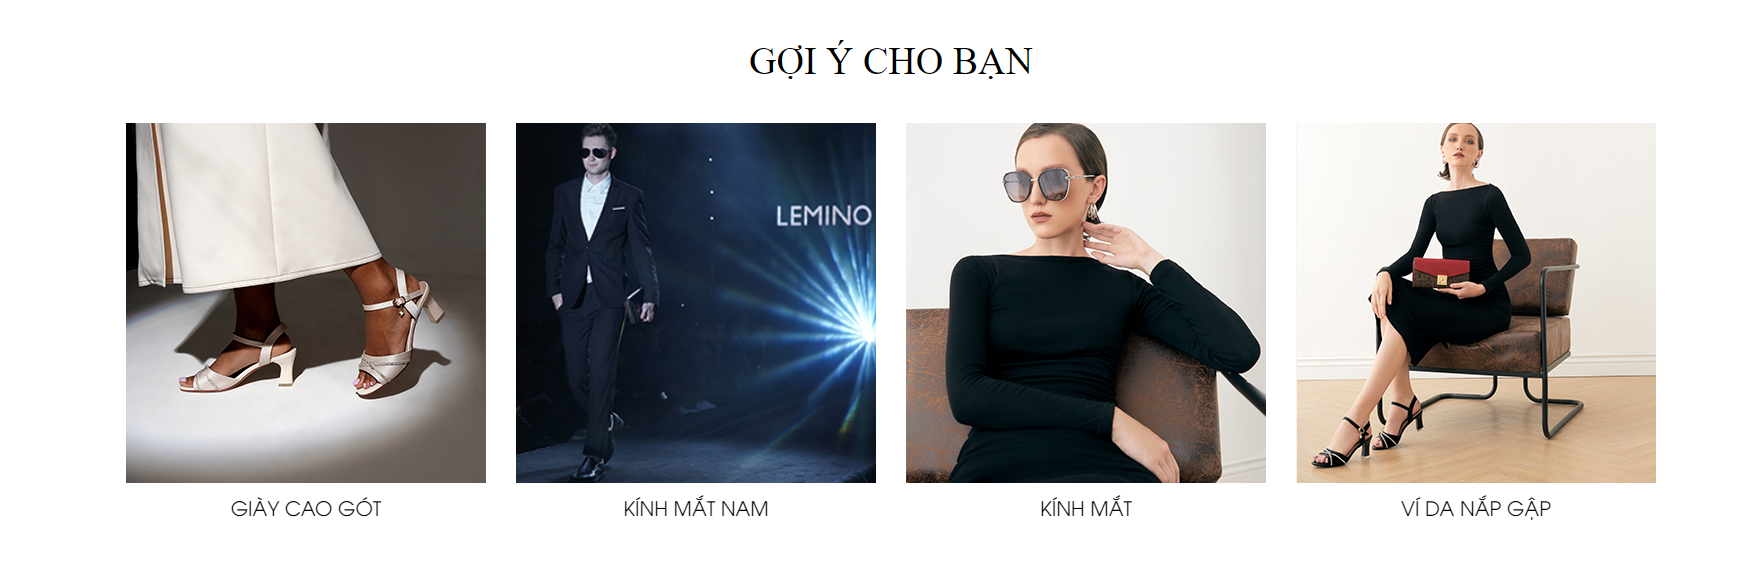 GỢI Ý CHO BẠN
LEMINO
GIÀY CAO GÓT
KÍNH MẮT NAM
KÍNH MẮT
VÍ DA NẮP GẬP